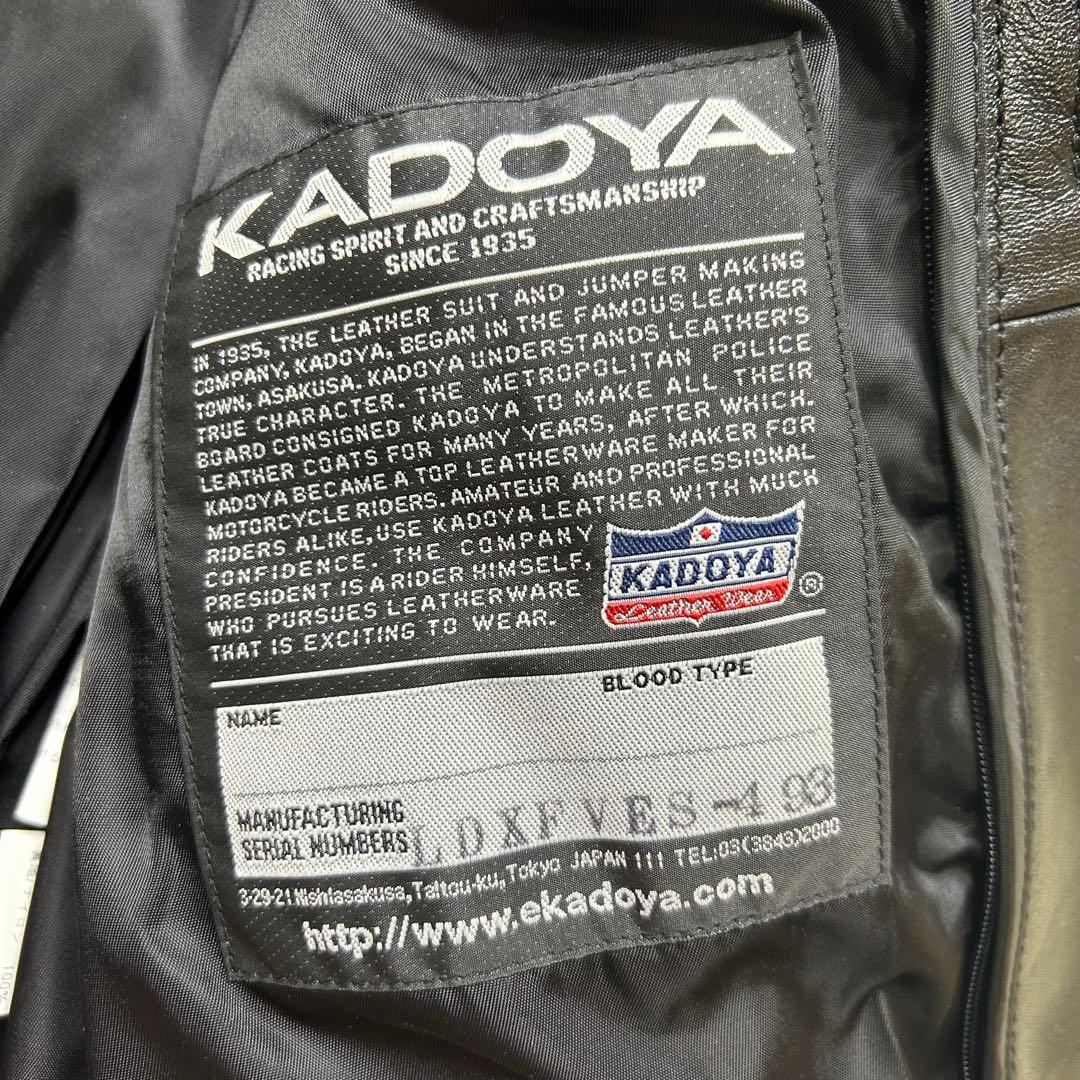 KADOYA
RACING SPIRIT AND CRAFTSMANSHIP
SINCE 1935
IN 1935, THE LEATHER SUIT AND JUMPER MAKING
COMPANY, KADOYA, BEGAN IN THE FAMOUS LEATHER
TOWN, ASAKUSA. KADOYA UNDERSTANDS LEATHER'S
TRUE CHARACTER. THE METROPOLITAN POLICE
BOARD CONSIGNED KADOYA TO MAKE ALL THEIR
LEATHER COATS FOR MANY YEARS, AFTER WHICH.
KADOYA BECAME A TOP LEATHERWARE MAKER FOR
MOTORCYCLE RIDERS. AMATEUR AND PROFESSIONAL
RIDERS ALIKE, USE KADOYA LEATHER WITH MUCH
CONFIDENCE. THE COMPANY
PRESIDENT IS A RIDER HIMSELF,
WHO PURSUES LEATHERWARE
THAT IS EXCITING TO WEAR.
KADOYA
Leather Wear ®
BLOOD TYPE
NAME
MANUFACTURING
SERIAL NUMBERS LDXFVES-493
3-29-21 Nishiasakusa, Taitou-ku, Tokyo JAPAN 111 TEL:03(3843)2000
http://www.ekadoya.com
100%